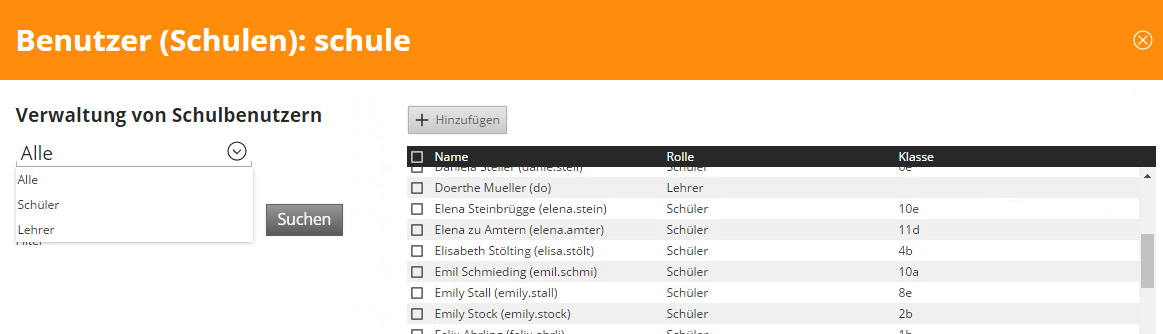 Benutzer (Schulen): schule
Verwaltung von Schulbenutzern
Alle
Alle
Schüler
Lehrer
Filter
Suchen
Hinzufügen
Name Rolle Klasse
Daniela Steller (danie.stell) Schüler 6e
Doerthe Mueller (do) Lehrer
Elena Steinbrügge (elena.stein) Schüler 10e
Elena zu Amtern (elena.amter) Schüler 11d
Elisabeth Stölting (elisa.stölt) Schüler 4b
Emil Schmieding (emil.schmi) Schüler 10a
Emily Stall (emily.stall) Schüler 8e
Emily Stock (emily.stock) Schüler 2b
Felix Ahrling (felix.ahrli) Schüler 1b